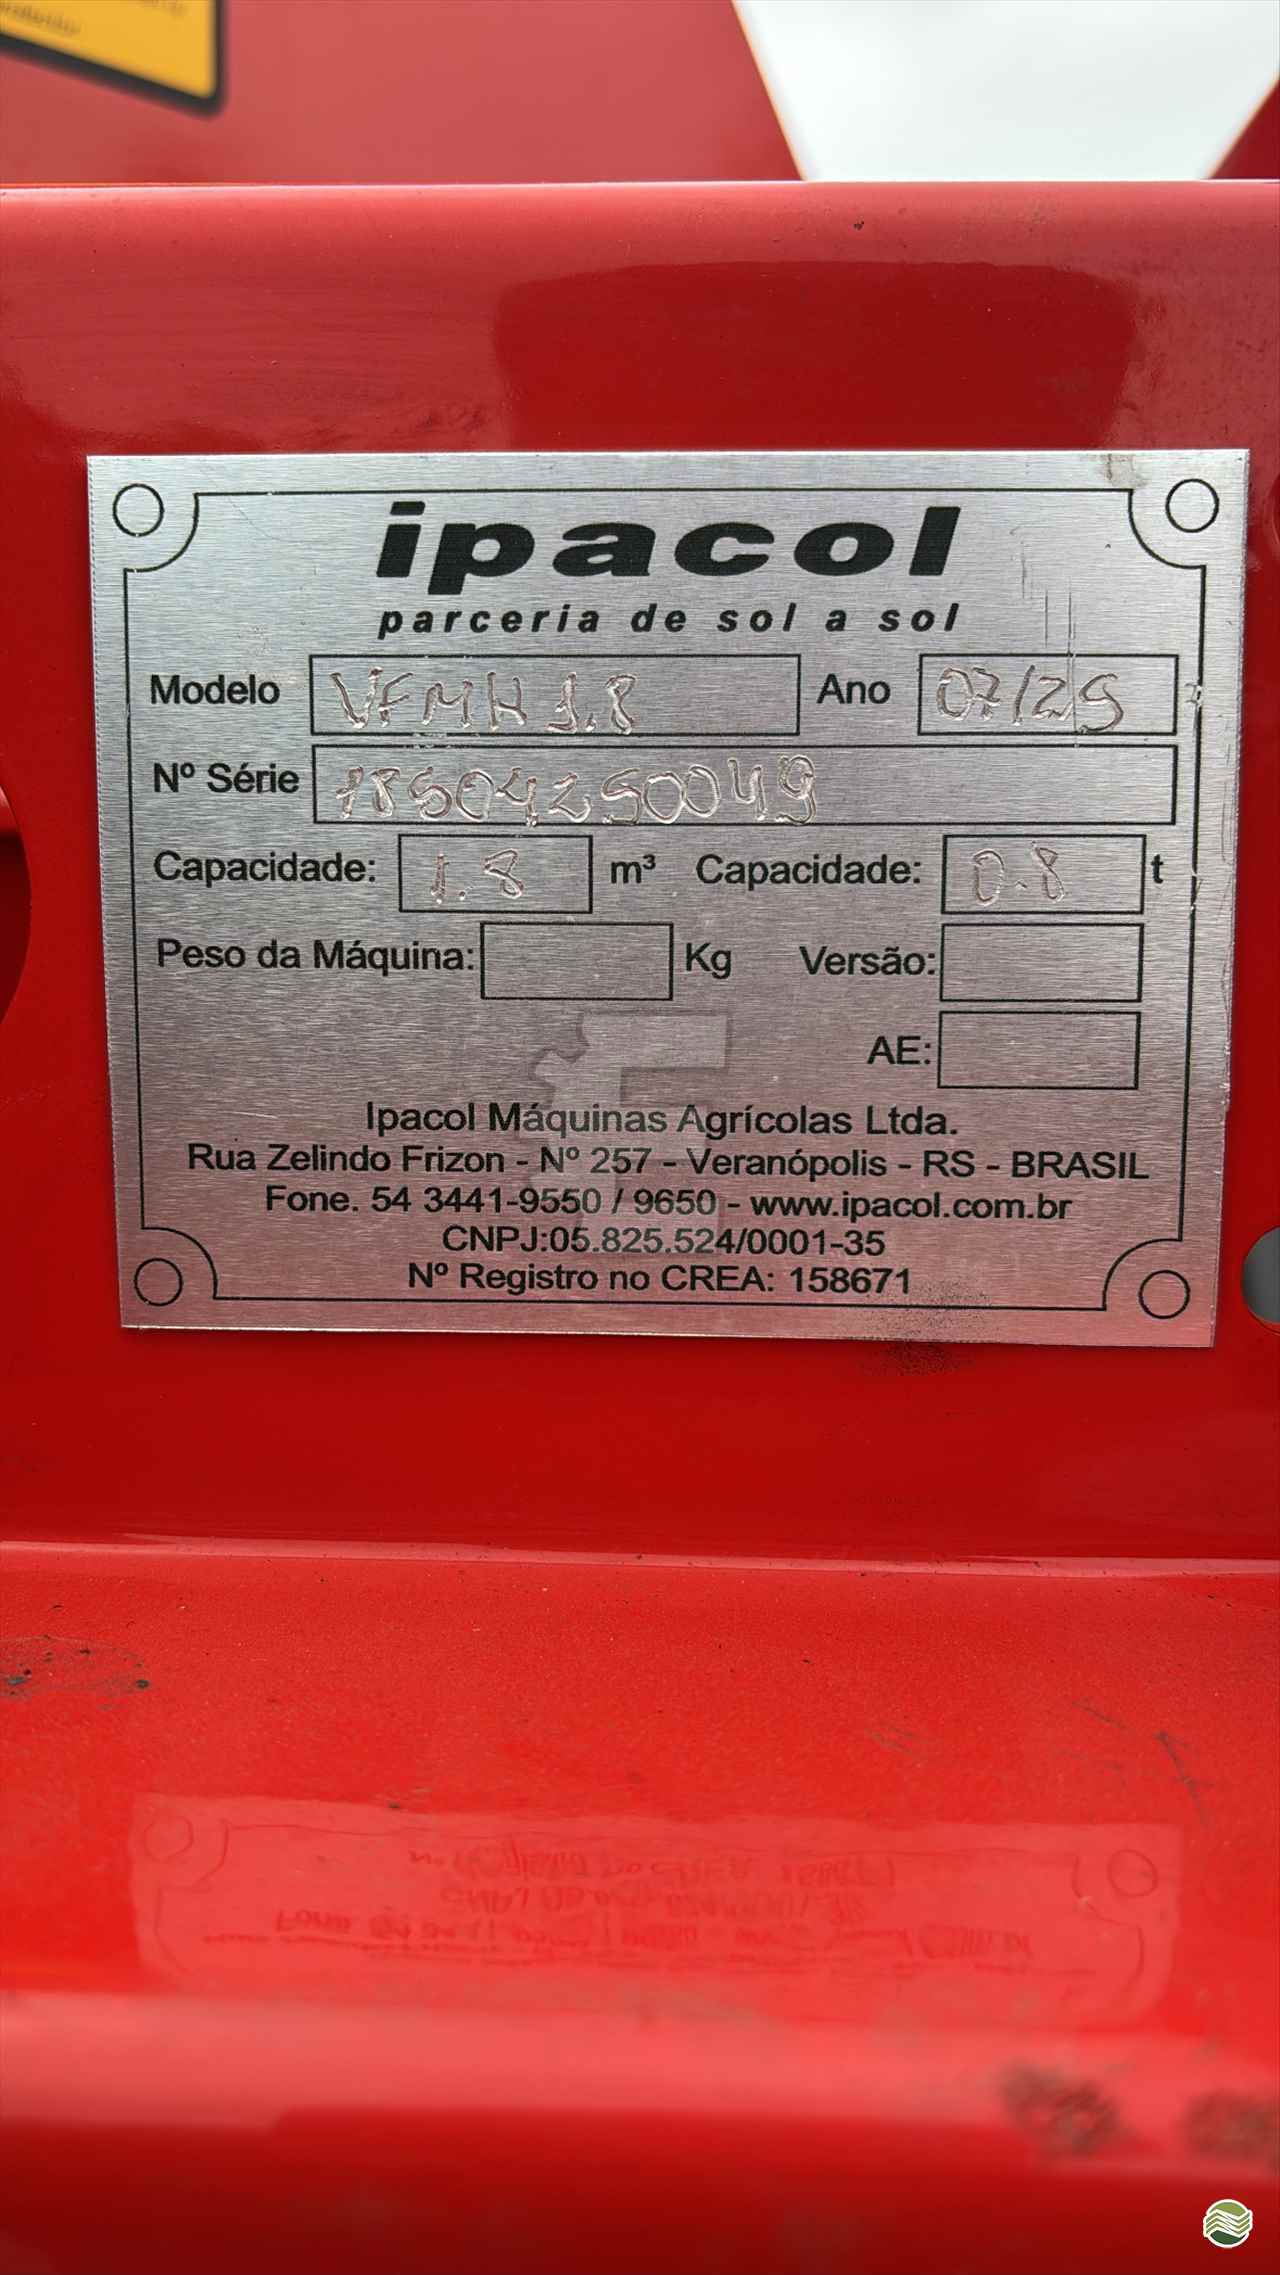 ipacol
parceria de sol a sol
Modelo VFMH 1.8 Ano 07/25
Nº Série 18504250049
Capacidade: 1.8 m³ Capacidade: 0.8 t
Peso da Máquina: Kg Versão:
AE:
Ipacol Máquinas Agrícolas Ltda.
Rua Zelindo Frizon - Nº 257 - Veranópolis - RS - BRASIL
Fone. 54 3441-9550 / 9650 - www.ipacol.com.br
CNPJ:05.825.524/0001-35
Nº Registro no CREA: 158671